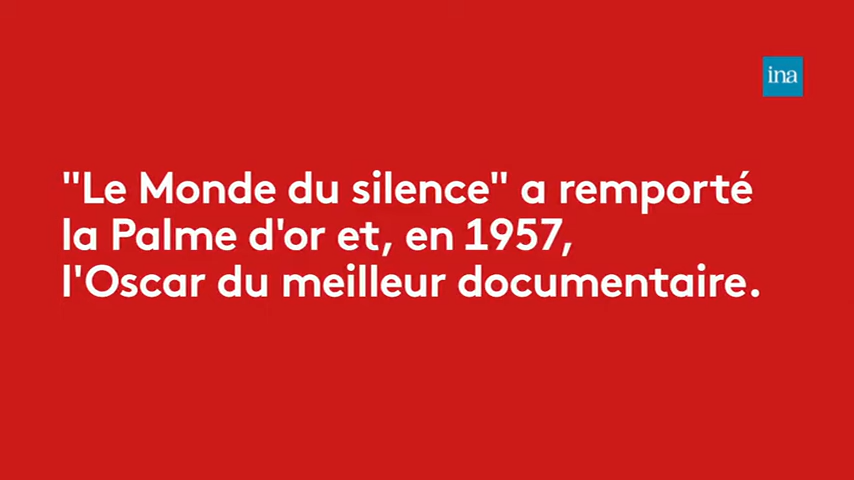 ina
"Le Monde du silence" a remporté
la Palme d'or et, en 1957,
l'Oscar du meilleur documentaire.